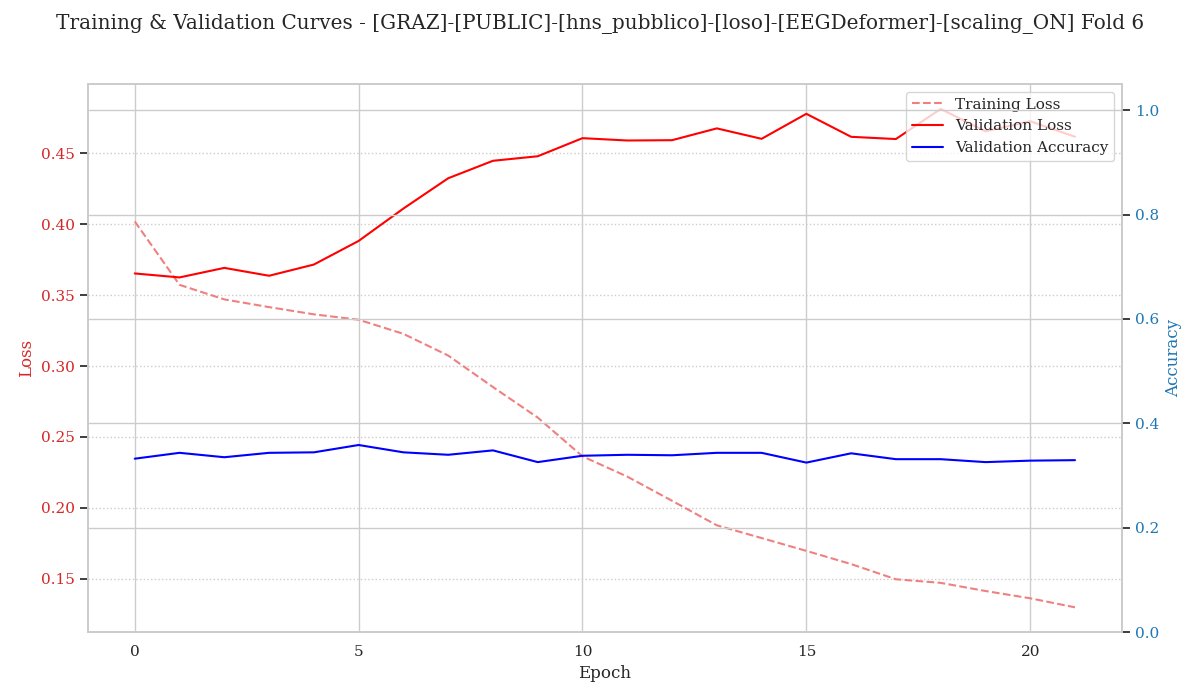 Training & Validation Curves - [GRAZ]-[PUBLIC]-[hns_pubblico]-[loso]-[EEGDeformer]-[scaling_ON] Fold 6
Training Loss
Validation Loss
Validation Accuracy
Loss
0.45
0.40
0.35
0.30
0.25
0.20
0.15
1.0
0.8
0.6
0.4
0.2
0.0
Accuracy
0
5
10
15
20
Epoch